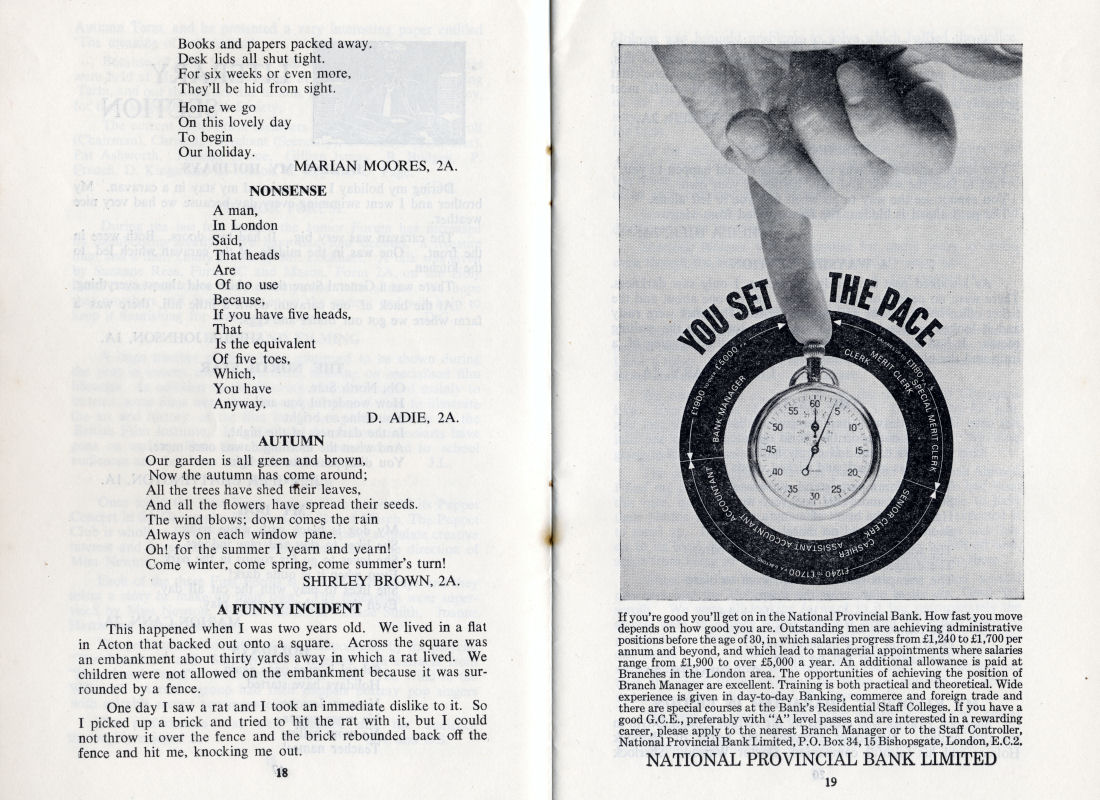 Books and papers packed away.
Desk lids all shut tight.
For six weeks or even more,
They'll be hid from sight.
Home we go
On this lovely day
To begin
Our holiday.
MARIAN MOORES, 2A.
NONSENSE
A man,
In London
Said,
That heads
Are
Of no use
Because,
If you have five heads,
That
Is the equivalent
Of five toes,
Which,
You have
Anyway.
D. ADIE, 2A.
AUTUMN
Our garden is all green and brown,
Now the autumn has come around;
All the trees have shed their leaves,
And all the flowers have spread their seeds.
The wind blows; down comes the rain
Always on each window pane.
Oh! for the summer I yearn and yearn!
Come winter, come spring, come summer's turn!
SHIRLEY BROWN, 2A.
A FUNNY INCIDENT
This happened when I was two years old. We lived in a flat
in Acton that backed out onto a square. Across the square was
an embankment about thirty yards away in which a rat lived. We
children were not allowed on the embankment because it was sur-
rounded by a fence.
One day I saw a rat and I took an immediate dislike to it. So
I picked up a brick and tried to hit the rat with it, but I could
not throw it over the fence and the brick rebounded back off the
fence and hit me, knocking me out.
18
YOU SET THE PACE
CLERK
MERIT CLERK
SPECIAL MERIT CLERK
SENIOR CLERK
CASHIER
ASSISTANT ACCOUNTANT
£1240 to £1700
ACCOUNTANT
BANK MANAGER
£1900 £5000
60
5
10
15
20
25
30
35
40
45
50
55
If you're good you'll get on in the National Provincial Bank. How fast you move
depends on how good you are. Outstanding men are achieving administrative
positions before the age of 30, in which salaries progress from £1,240 to £1,700 per
annum and beyond, and which lead to managerial appointments where salaries
range from £1,900 to over £5,000 a year. An additional allowance is paid at
Branches in the London area. The opportunities of achieving the position of
Branch Manager are excellent. Training is both practical and theoretical. Wide
experience is given in day-to-day Banking, commerce and foreign trade and
there are special courses at the Bank's Residential Staff Colleges. If you have a
good G.C.E., preferably with "A" level passes and are interested in a rewarding
career, please apply to the nearest Branch Manager or to the Staff Controller,
National Provincial Bank Limited, P.O. Box 34, 15 Bishopsgate, London, E.C.2.
NATIONAL PROVINCIAL BANK LIMITED
19